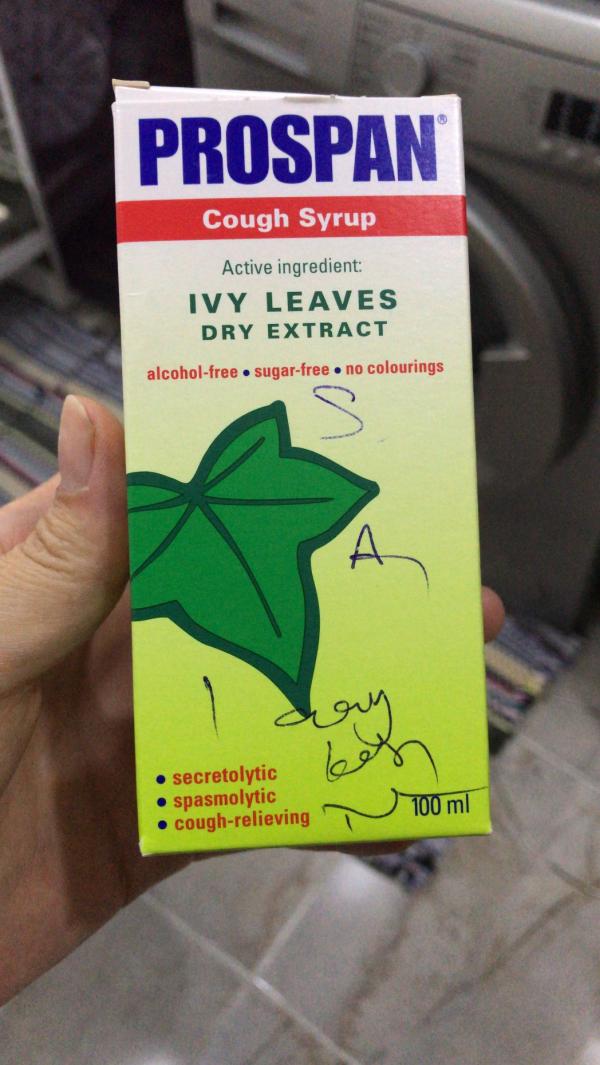 PROSPAN®
Cough Syrup
Active ingredient:
IVY LEAVES
DRY EXTRACT
alcohol-free • sugar-free • no colourings
S
A
1
• secretolytic
• spasmolytic
• cough-relieving
100 ml